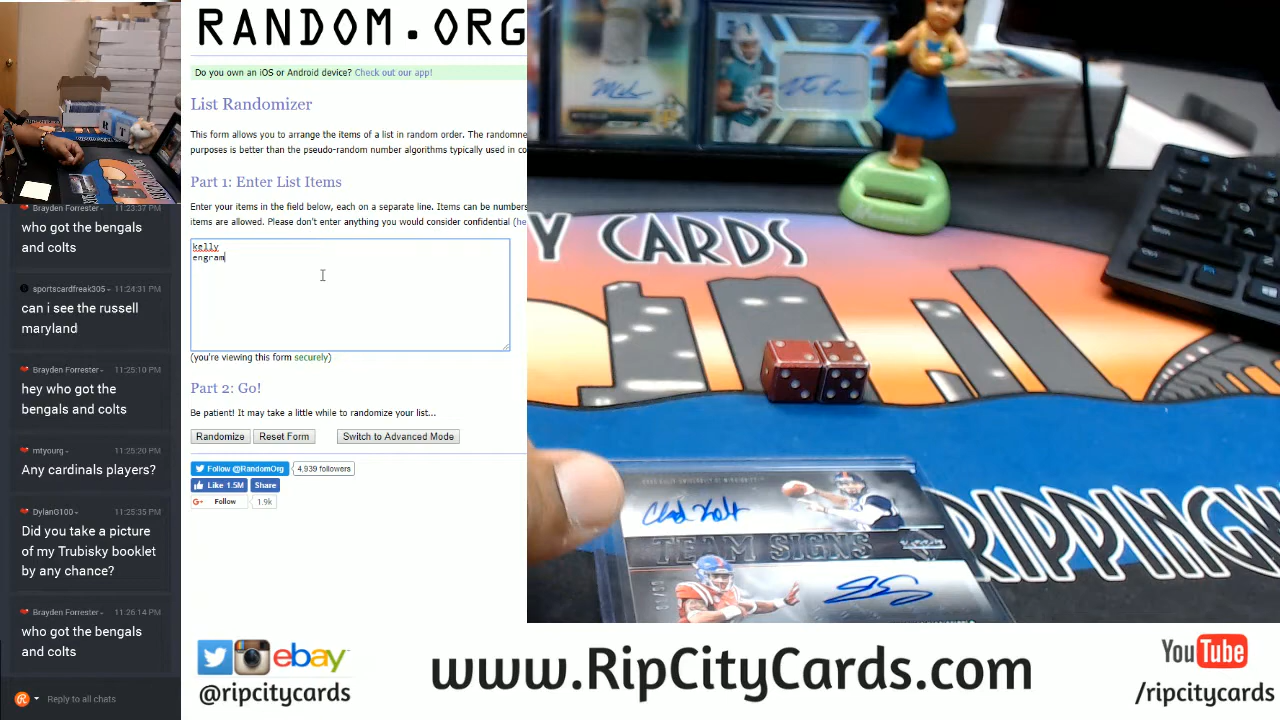 RANDOM.ORG
Do you own an iOS or Android device? Check out our app!
List Randomizer
This form allows you to arrange the items of a list in random order. The randomne
purposes is better than the pseudo-random number algorithms typically used in co
Part 1: Enter List Items
Enter your items in the field below, each on a separate line. Items can be numbers
items are allowed. Please don't enter anything you would consider confidential (he
kelly
engram
(you're viewing this form securely)
Part 2: Go!
Be patient! It may take a little while to randomize your list...
Randomize
Reset Form
Switch to Advanced Mode
Follow @RandomOrg
4,939 followers
Like 1.5M
Share
G+ Follow
1.9k
Brayden Forrester 11:23:37 PM
who got the bengals
and colts
sportscardfreak305 11:24:31 PM
can i see the russell
maryland
Brayden Forrester 11:25:10 PM
hey who got the
bengals and colts
mtyourg 11:25:20 PM
Any cardinals players?
DylanG100 11:25:35 PM
Did you take a picture
of my Trubisky booklet
by any chance?
Brayden Forrester 11:26:14 PM
who got the bengals
and colts
Reply to all chats
Y CARDS
RIPPING
TEAM SIGNS
ebay
@ripcitycards
www.RipCityCards.com
YouTube
/ripcitycards